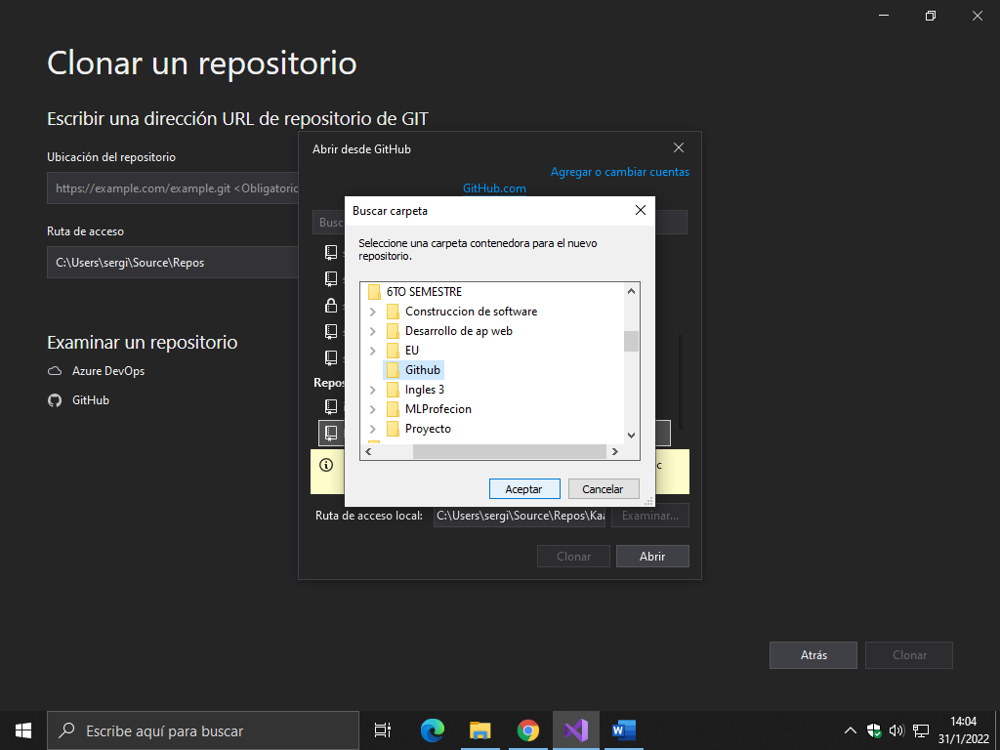 Clonar un repositorio
Escribir una dirección URL de repositorio de GIT
Ubicación del repositorio
https://example.com/example.git <Obligatorio
Ruta de acceso
C:\Users\sergi\Source\Repos
Examinar un repositorio
Azure DevOps
GitHub
Abrir desde GitHub
Agregar o cambiar cuentas
GitHub.com
Buscar carpeta
Seleccione una carpeta contenedora para el nuevo
repositorio.
6TO SEMESTRE
Construccion de software
Desarrollo de ap web
EU
Github
Ingles 3
MLProfecion
Proyecto
Aceptar
Cancelar
Ruta de acceso local:
C:\Users\sergi\Source\Repos\Kaa
Examinar...
Clonar
Abrir
Atrás
Clonar
Escribe aquí para buscar
14:04
31/1/2022